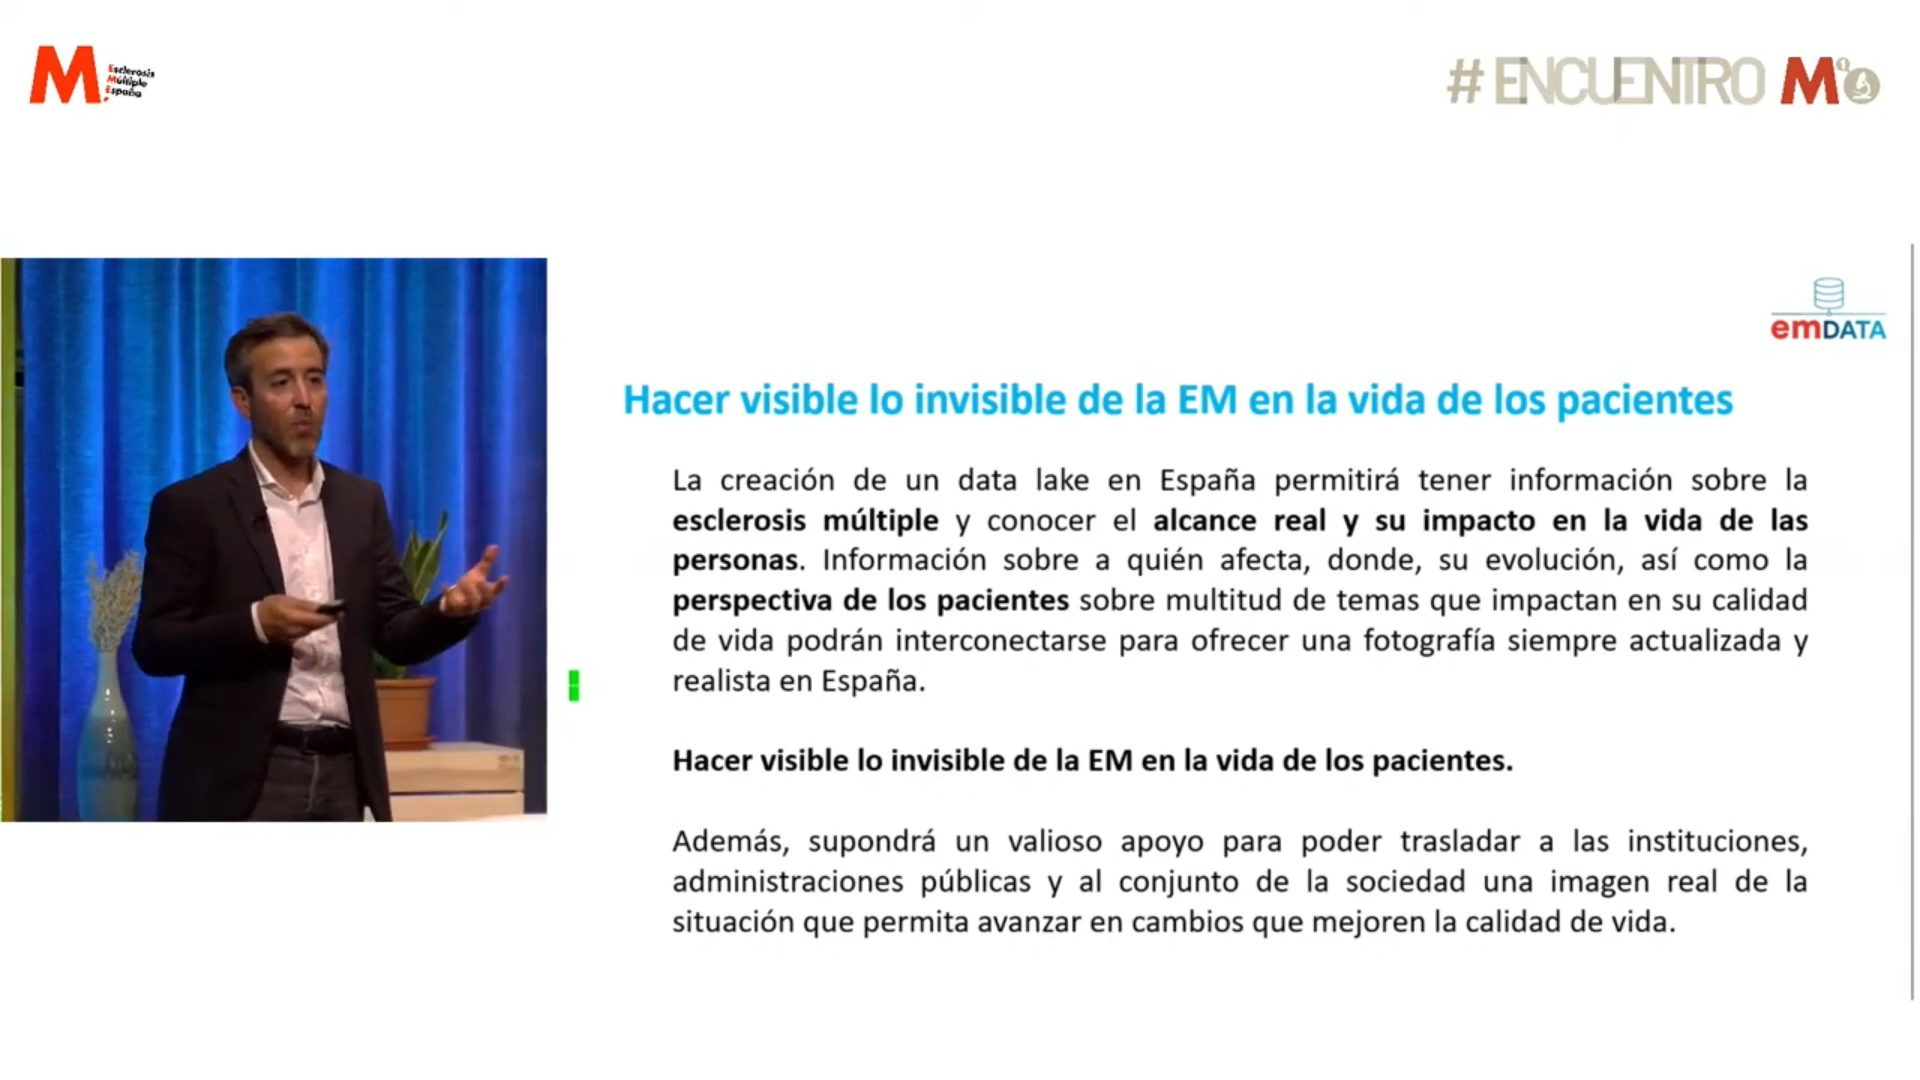 M
Esclerosis
Múltiple
España
#ENCUENTRO M
emDATA
Hacer visible lo invisible de la EM en la vida de los pacientes
La creación de un data lake en España permitirá tener información sobre la
esclerosis múltiple y conocer el alcance real y su impacto en la vida de las
personas. Información sobre a quién afecta, donde, su evolución, así como la
perspectiva de los pacientes sobre multitud de temas que impactan en su calidad
de vida podrán interconectarse para ofrecer una fotografía siempre actualizada y
realista en España.
Hacer visible lo invisible de la EM en la vida de los pacientes.
Además, supondrá un valioso apoyo para poder trasladar a las instituciones,
administraciones públicas y al conjunto de la sociedad una imagen real de la
situación que permita avanzar en cambios que mejoren la calidad de vida.